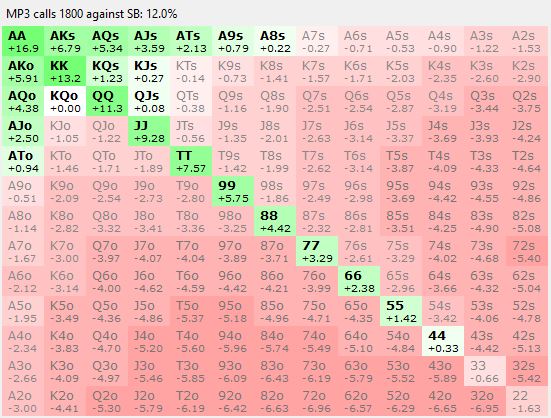 MP3 calls 1800 against SB: 12.0%
AA AKs AQs AJs ATs A9s A8s A7s A6s A5s A4s A3s A2s
+16.9 +6.79 +5.34 +3.59 +2.13 +0.79 +0.22 -0.27 -0.71 -0.53 -0.90 -1.22 -1.53
AKo KK KQs KJs KTs K9s K8s K7s K6s K5s K4s K3s K2s
+5.91 +13.2 +1.23 +0.27 -0.14 -0.73 -1.41 -1.57 -1.71 -2.03 -2.35 -2.60 -2.90
AQo KQo QQ QJs QTs Q9s Q8s Q7s Q6s Q5s Q4s Q3s Q2s
+4.38 +0.00 +11.3 +0.08 -0.38 -1.16 -1.90 -2.51 -2.54 -2.87 -3.19 -3.44 -3.75
AJo KJo QJo JJ JTs J9s J8s J7s J6s J5s J4s J3s J2s
+2.50 -1.05 -1.22 +9.28 -0.56 -1.35 -2.01 -2.63 -3.14 -3.37 -3.69 -3.93 -4.24
ATo KTo QTo JTo TT T9s T8s T7s T6s T5s T4s T3s T2s
+0.94 -1.46 -1.71 -1.89 +7.57 -1.42 -1.99 -2.62 -3.14 -3.87 -4.09 -4.33 -4.64
A9o K9o Q9o J9o T9o 99 98s 97s 96s 95s 94s 93s 92s
-0.51 -2.09 -2.54 -2.73 -2.80 +5.75 -1.86 -2.49 -2.98 -3.69 -4.42 -4.55 -4.86
A8o K8o Q8o J8o T8o 98o 88 87s 86s 85s 84s 83s 82s
-1.14 -2.82 -3.32 -3.41 -3.36 -3.25 +4.42 -2.32 -2.81 -3.51 -4.25 -4.90 -5.08
A7o K7o Q7o J7o T7o 97o 87o 77 76s 75s 74s 73s 72s
-1.67 -3.00 -3.97 -4.07 -4.04 -3.89 -3.71 +3.29 -2.61 -3.29 -4.02 -4.68 -5.40
A6o K6o Q6o J6o T6o 96o 86o 76o 66 65s 64s 63s 62s
-2.12 -3.14 -4.00 -4.62 -4.59 -4.42 -4.21 -3.99 +2.38 -2.96 -3.66 -4.32 -5.04
A5o K5o Q5o J5o T5o 95o 85o 75o 65o 55 54s 53s 52s
-1.95 -3.49 -4.36 -4.86 -5.37 -5.18 -4.96 -4.71 -4.35 +1.42 -3.42 -4.06 -4.78
A4o K4o Q4o J4o T4o 94o 84o 74o 64o 54o 44 43s 42s
-2.34 -3.83 -4.70 -5.20 -5.60 -5.96 -5.74 -5.49 -5.10 -4.84 +0.33 -4.42 -5.13
A3o K3o Q3o J3o T3o 93o 83o 73o 63o 53o 43o 33 32s
-2.66 -4.09 -4.97 -5.46 -5.85 -6.09 -6.43 -6.19 -5.79 -5.52 -5.89 -0.66 -5.42
A2o K2o Q2o J2o T2o 92o 82o 72o 62o 52o 42o 32o 22
-3.00 -4.41 -5.30 -5.79 -6.19 -6.42 -6.62 -6.96 -6.57 -6.29 -6.65 -6.95 -1.63